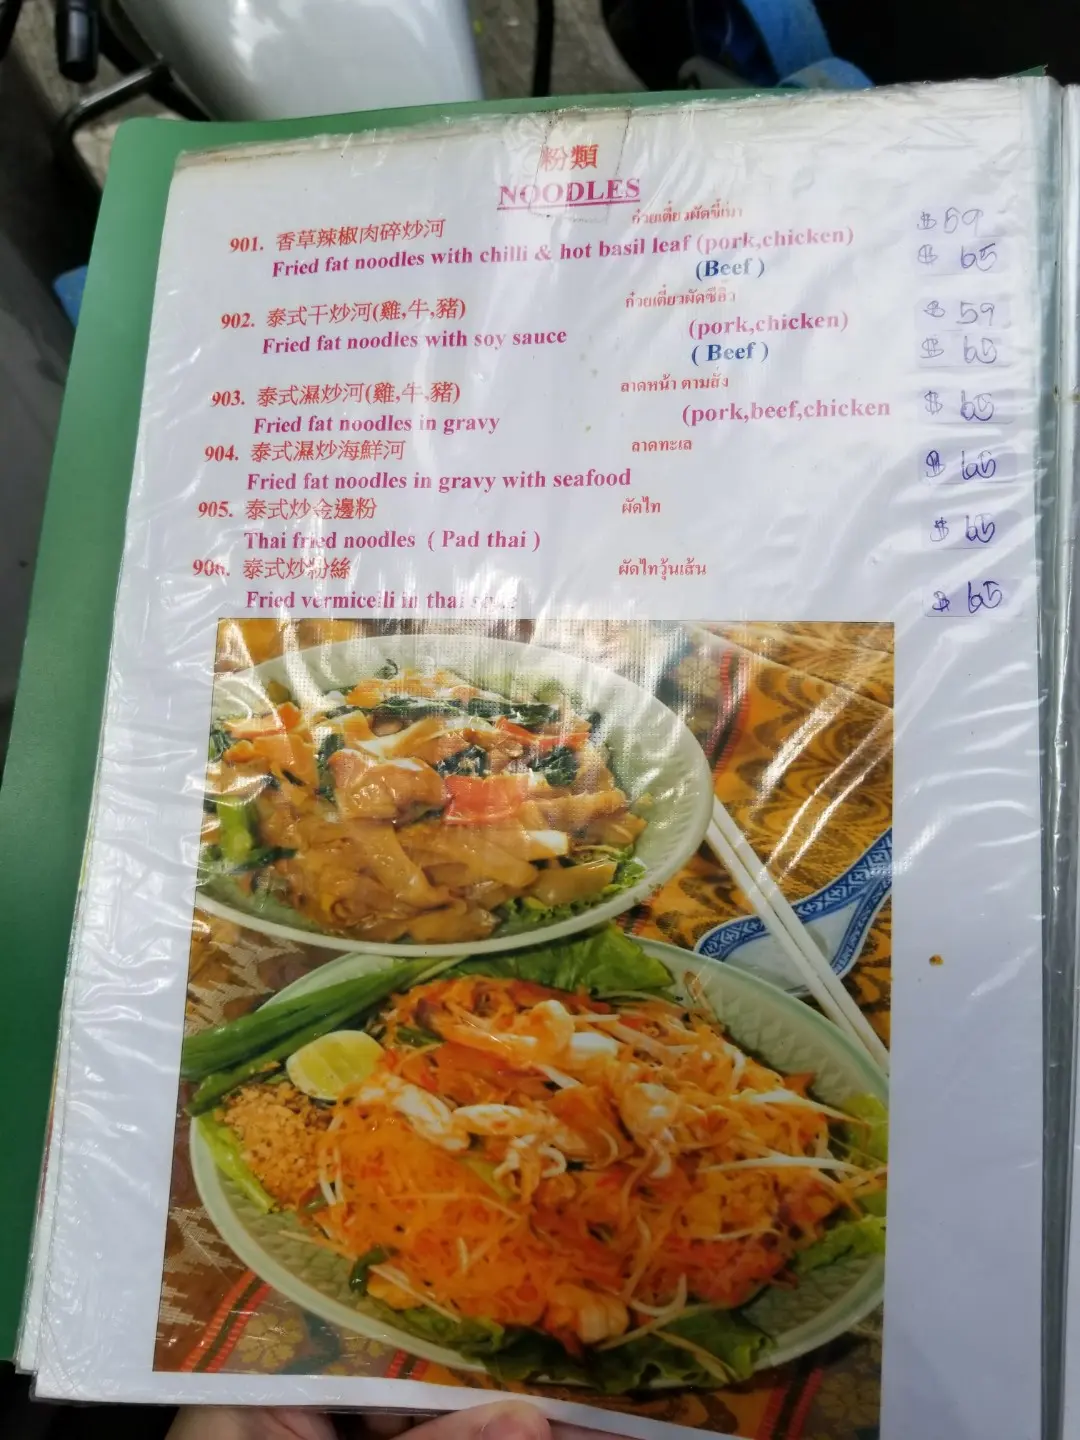 粉類
NOODLES
901. 香草辣椒肉碎炒河 ก๋วยเตี๋ยวผัดขี้เมา $ 59
Fried fat noodles with chilli & hot basil leaf (pork,chicken)
(Beef ) $ 65
902. 泰式干炒河(雞,牛,豬) ก๋วยเตี๋ยวผัดซีอิ๊ว $ 59
Fried fat noodles with soy sauce (pork,chicken)
( Beef ) $ 65
903. 泰式濕炒河(雞,牛,豬) ลาดหน้า ตามสั่ง
Fried fat noodles in gravy (pork,beef,chicken $ 65
904. 泰式濕炒海鮮河 ลาดทะเล
Fried fat noodles in gravy with seafood $ 65
905. 泰式炒金邊粉 ผัดไท
Thai fried noodles ( Pad thai ) $ 65
906. 泰式炒粉絲 ผัดไทวุ้นเส้น
Fried vermicelli in thai $ 65